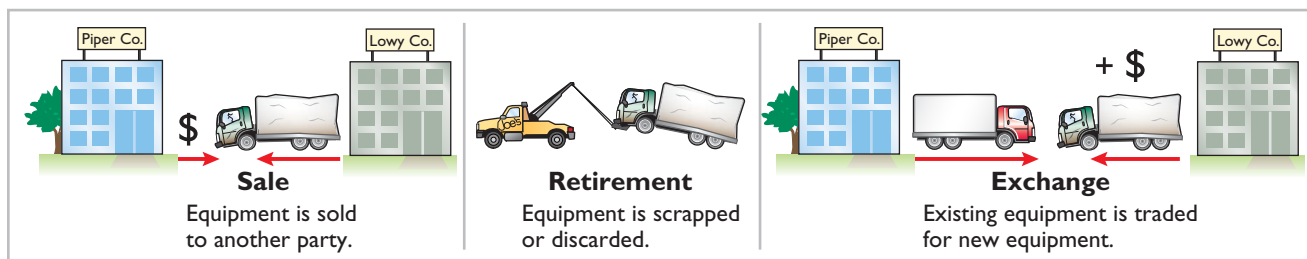 Piper Co.
Lowy Co.
$
Sale
Equipment is sold
to another party.
Joes
Retirement
Equipment is scrapped
or discarded.
Piper Co.
Lowy Co.
+ $
Exchange
Existing equipment is traded
for new equipment.